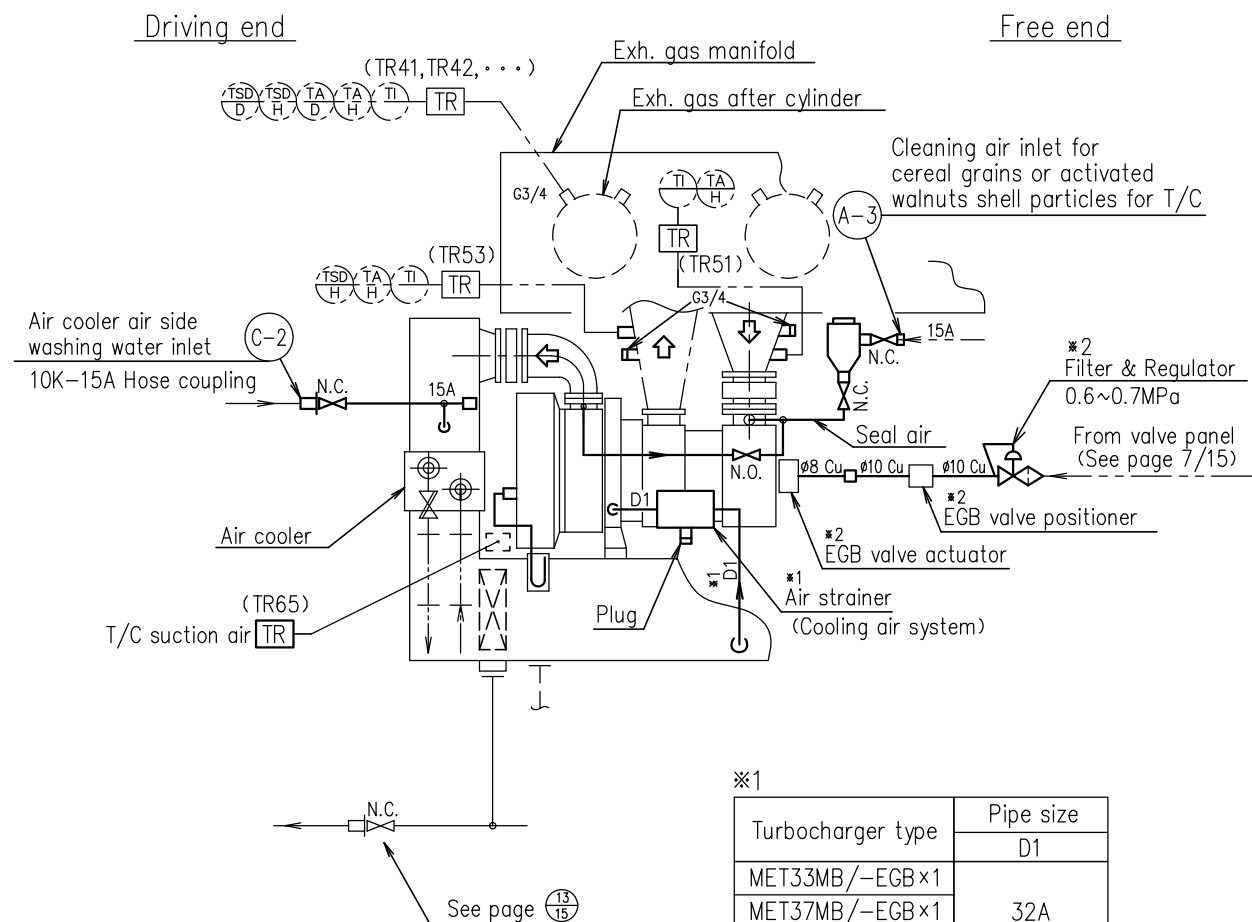 Driving end
Free end
(TR41,TR42, ・・・)
Exh. gas manifold
TSD
D
TSD
H
TA
D
TA
H
TI
TR
Exh. gas after cylinder
Cleaning air inlet for
cereal grains or activated
walnuts shell particles for T/C
A-3
G3/4
TI
TA
H
TR
(TR51)
(TR53)
TSD
H
TA
H
TI
TR
G3/4
Air cooler air side
washing water inlet
10K-15A Hose coupling
C-2
N.C.
15A
15A
N.C.
N.C.
※2
Filter & Regulator
0.6~0.7MPa
Seal air
From valve panel
(See page 7/15)
N.O.
ø8 Cu
ø10 Cu
ø10 Cu
D1
※2
EGB valve positioner
※2
EGB valve actuator
Air cooler
※1
D1
※1
Air strainer
(Cooling air system)
Plug
(TR65)
T/C suction air TR
N.C.
See page 13
15
※1
Turbocharger type
Pipe size
D1
MET33MB/-EGB×1
MET37MB/-EGB×1
32A